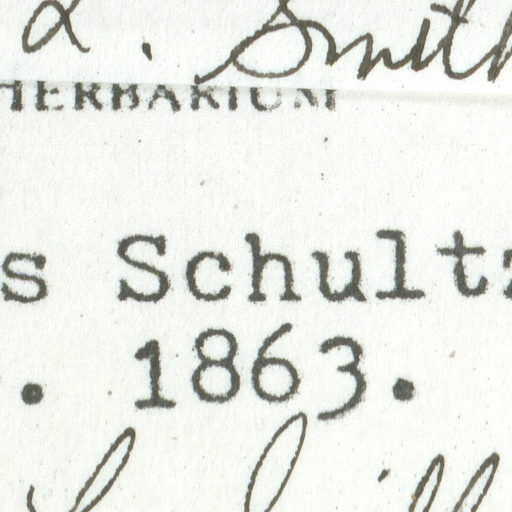 L. Smith
HERBARIUM
s Schultz
. 1863.